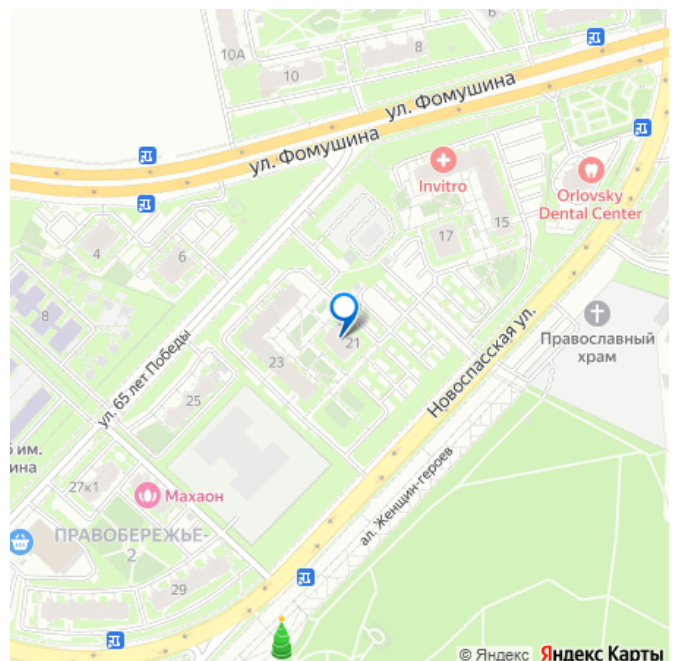 6
10А
8
10
ул. Фомушина
ул. Фомушина
Invitro
Orlovsky
Dental Center
15
17
4
6
8
Новоспасская ул.
Православный
храм
21
23
ул. 65 лет Победы
25
6 им.
ина
ал. Женщин-героев
27к1
Махаон
ПРАВОБЕРЕЖЬЕ-
2
29
© Яндекс Яндекс Карты